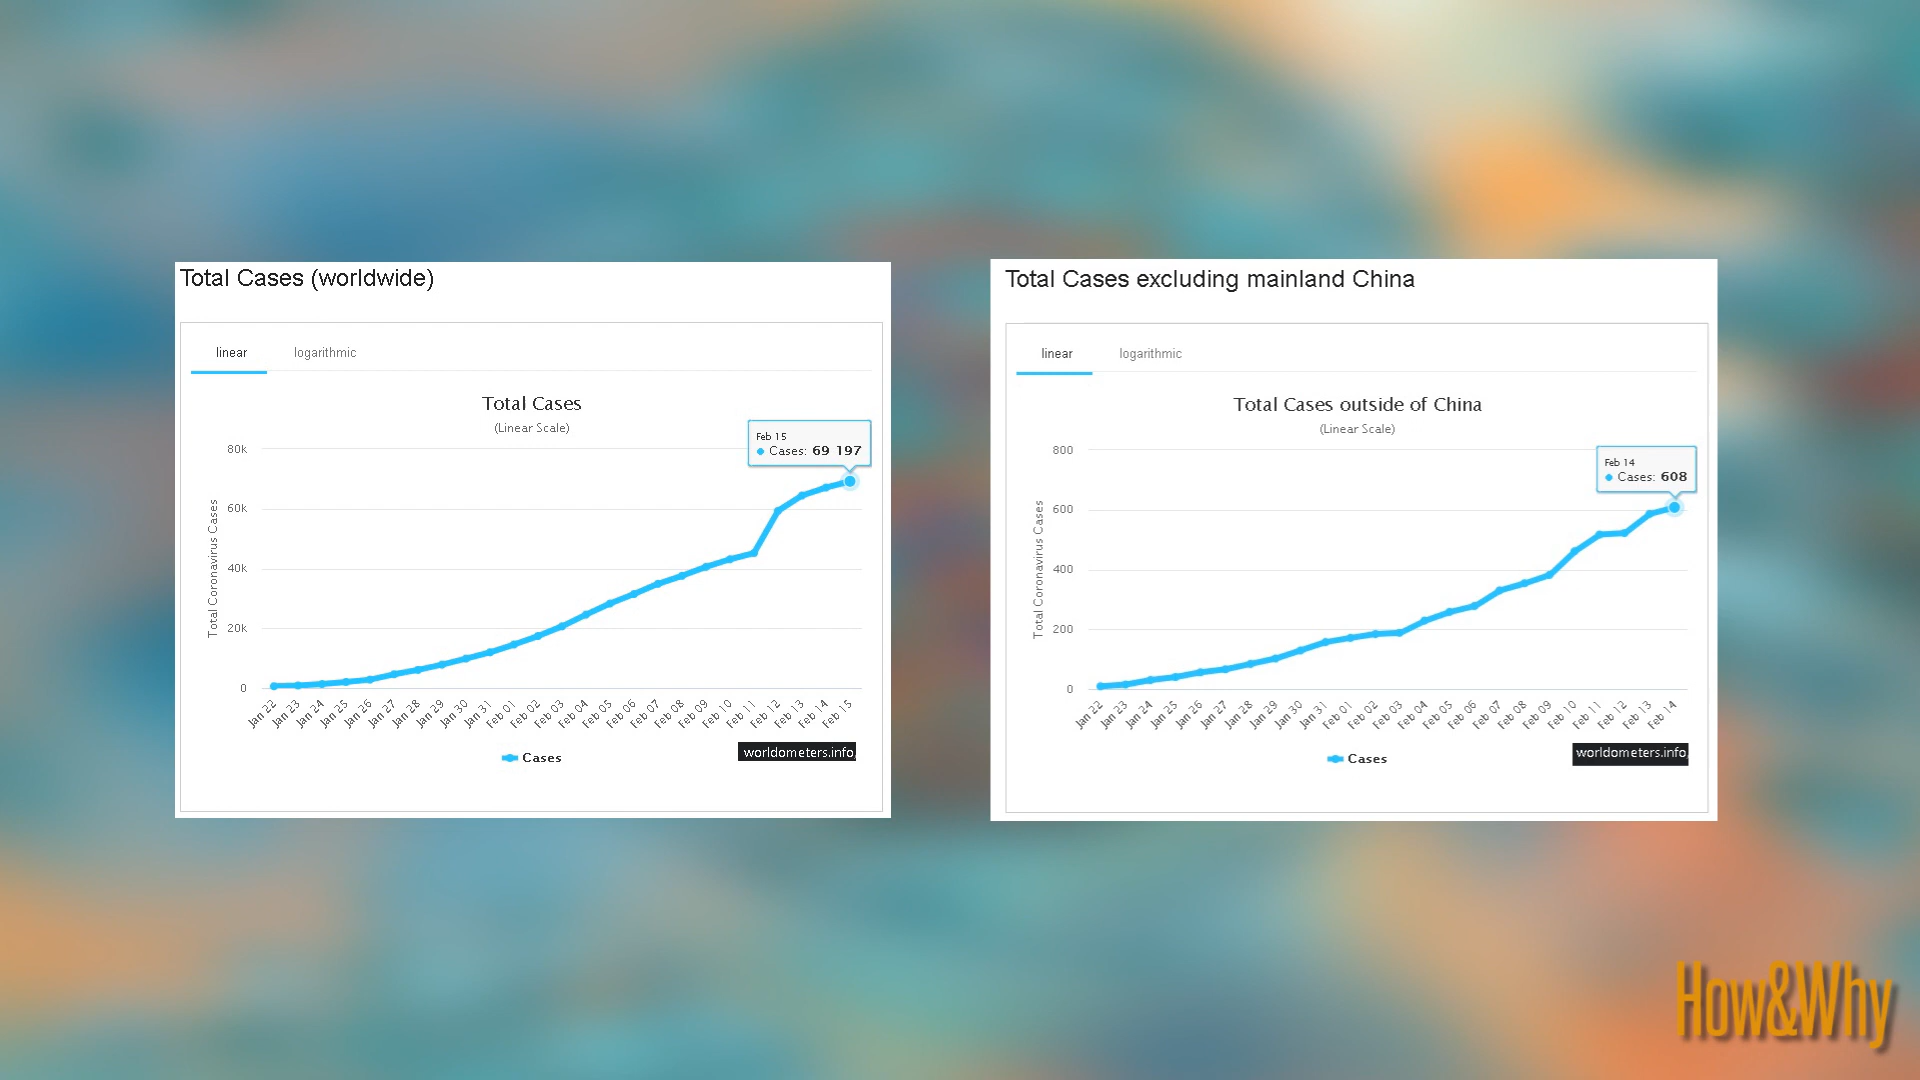 Total Cases (worldwide)
linear
logarithmic
Total Cases
(Linear Scale)
Feb 15
Cases: 69 197
80k
60k
40k
20k
0
Total Coronavirus Cases
Jan 22
Jan 23
Jan 24
Jan 25
Jan 26
Jan 27
Jan 28
Jan 29
Jan 30
Jan 31
Feb 01
Feb 02
Feb 03
Feb 04
Feb 05
Feb 06
Feb 07
Feb 08
Feb 09
Feb 10
Feb 11
Feb 12
Feb 13
Feb 14
Feb 15
Cases
worldometers.info
Total Cases excluding mainland China
linear
logarithmic
Total Cases outside of China
(Linear Scale)
Feb 14
Cases: 608
800
600
400
200
0
Total Coronavirus Cases
Jan 22
Jan 23
Jan 24
Jan 25
Jan 26
Jan 27
Jan 28
Jan 29
Jan 30
Jan 31
Feb 01
Feb 02
Feb 03
Feb 04
Feb 05
Feb 06
Feb 07
Feb 08
Feb 09
Feb 10
Feb 11
Feb 12
Feb 13
Feb 14
Cases
worldometers.info
How&Why